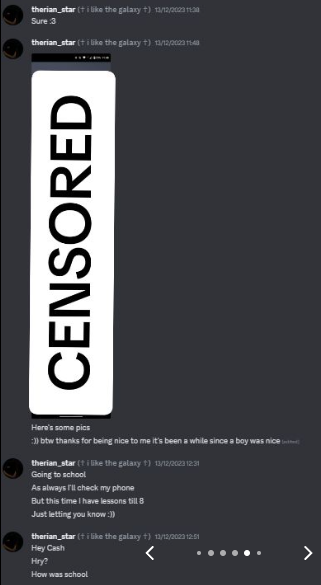 therian_star († i like the galaxy †) 13/12/2023 11:38
Sure :3
therian_star († i like the galaxy †) 13/12/2023 11:49
CENSORED
Here's some pics
:)) btw thanks for being nice to me it's been a while since a boy was nice (edited)
therian_star († i like the galaxy †) 13/12/2023 12:31
Going to school
As always I'll check my phone
But this time I have lessons till 8
Just letting you know :))
therian_star († i like the galaxy †) 13/12/2023 12:51
Hey Cash
Hry?
How was school